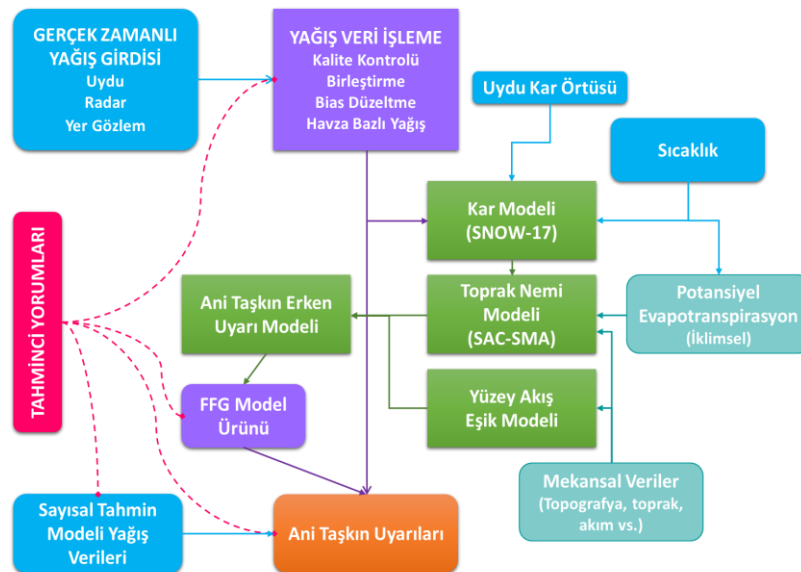 GERÇEK ZAMANLI
YAĞIŞ GİRDİSİ
Uydu
Radar
Yer Gözlem
YAĞIŞ VERİ İŞLEME
Kalite Kontrolü
Birleştirme
Bias Düzeltme
Havza Bazlı Yağış
Uydu Kar Örtüsü
Sıcaklık
Kar Modeli
(SNOW-17)
TAHMİNCİ YORUMLARI
Ani Taşkın Erken
Uyarı Modeli
Toprak Nemi
Modeli
(SAC-SMA)
Potansiyel
Evapotranspirasyon
(İklimsel)
FFG Model
Ürünü
Yüzey Akış
Eşik Modeli
Sayısal Tahmin
Modeli Yağış
Verileri
Ani Taşkın Uyarıları
Mekansal Veriler
(Topografya, toprak,
akım vs.)